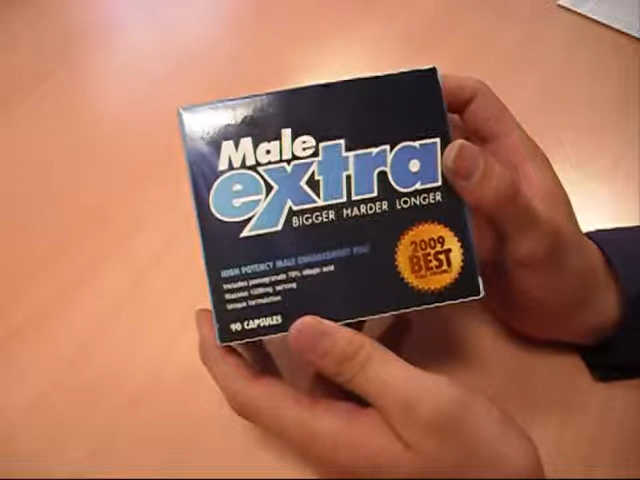 Male
extra
BIGGER HARDER LONGER
HIGH POTENCY MALE ENHANCEMENT PILL
Includes pomegranate 70% ellagic acid
Massive 1500mg serving
Unique formulation
90 CAPSULES
2009
BEST